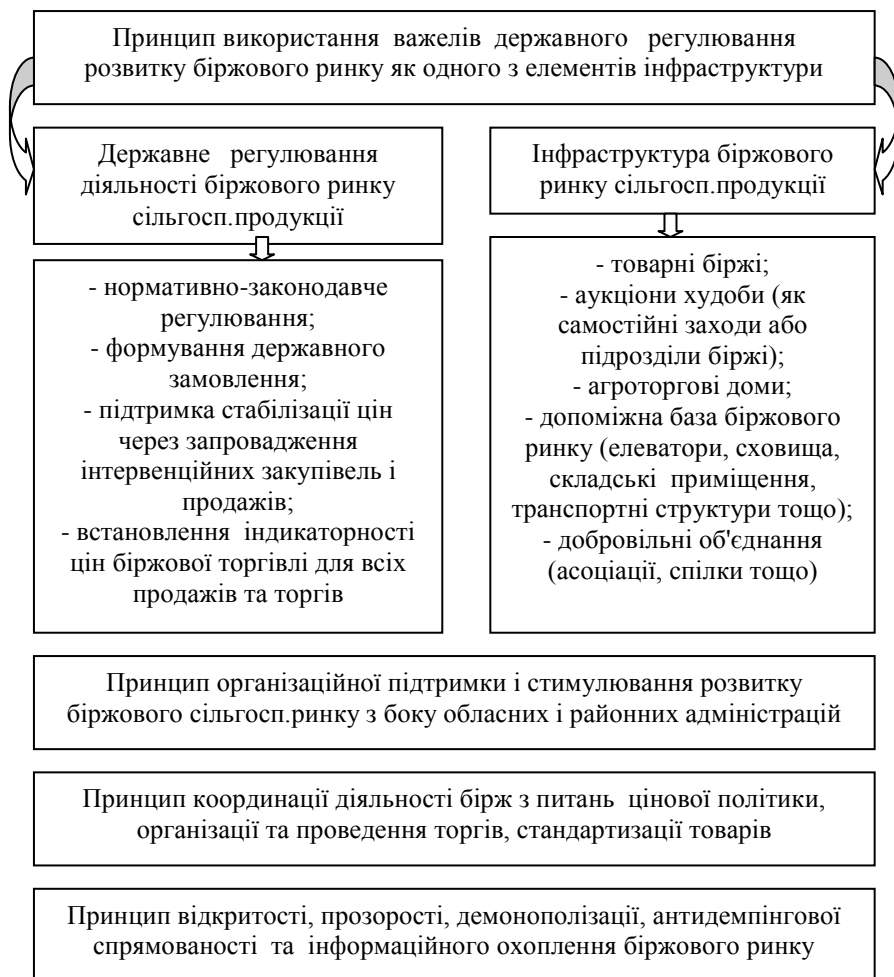 Принцип використання важелів державного регулювання
розвитку біржового ринку як одного з елементів інфраструктури
Державне регулювання
діяльності біржового ринку
сільгосп.продукції
- нормативно-законодавче
регулювання;
- формування державного
замовлення;
- підтримка стабілізації цін
через запровадження
інтервенційних закупівель і
продажів;
- встановлення індикаторності
цін біржової торгівлі для всіх
продажів та торгів
Інфраструктура біржового
ринку сільгосп.продукції
- товарні біржі;
- аукціони худоби (як
самостійні заходи або
підрозділи біржі);
- агроторгові доми;
- допоміжна база біржового
ринку (елеватори, сховища,
складські приміщення,
транспортні структури тощо);
- добровільні об'єднання
(асоціації, спілки тощо)
Принцип організаційної підтримки і стимулювання розвитку
біржового сільгосп.ринку з боку обласних і районних адміністрацій
Принцип координації діяльності бірж з питань цінової політики,
організації та проведення торгів, стандартизації товарів
Принцип відкритості, прозорості, демонополізації, антидемпінгової
спрямованості та інформаційного охоплення біржового ринку